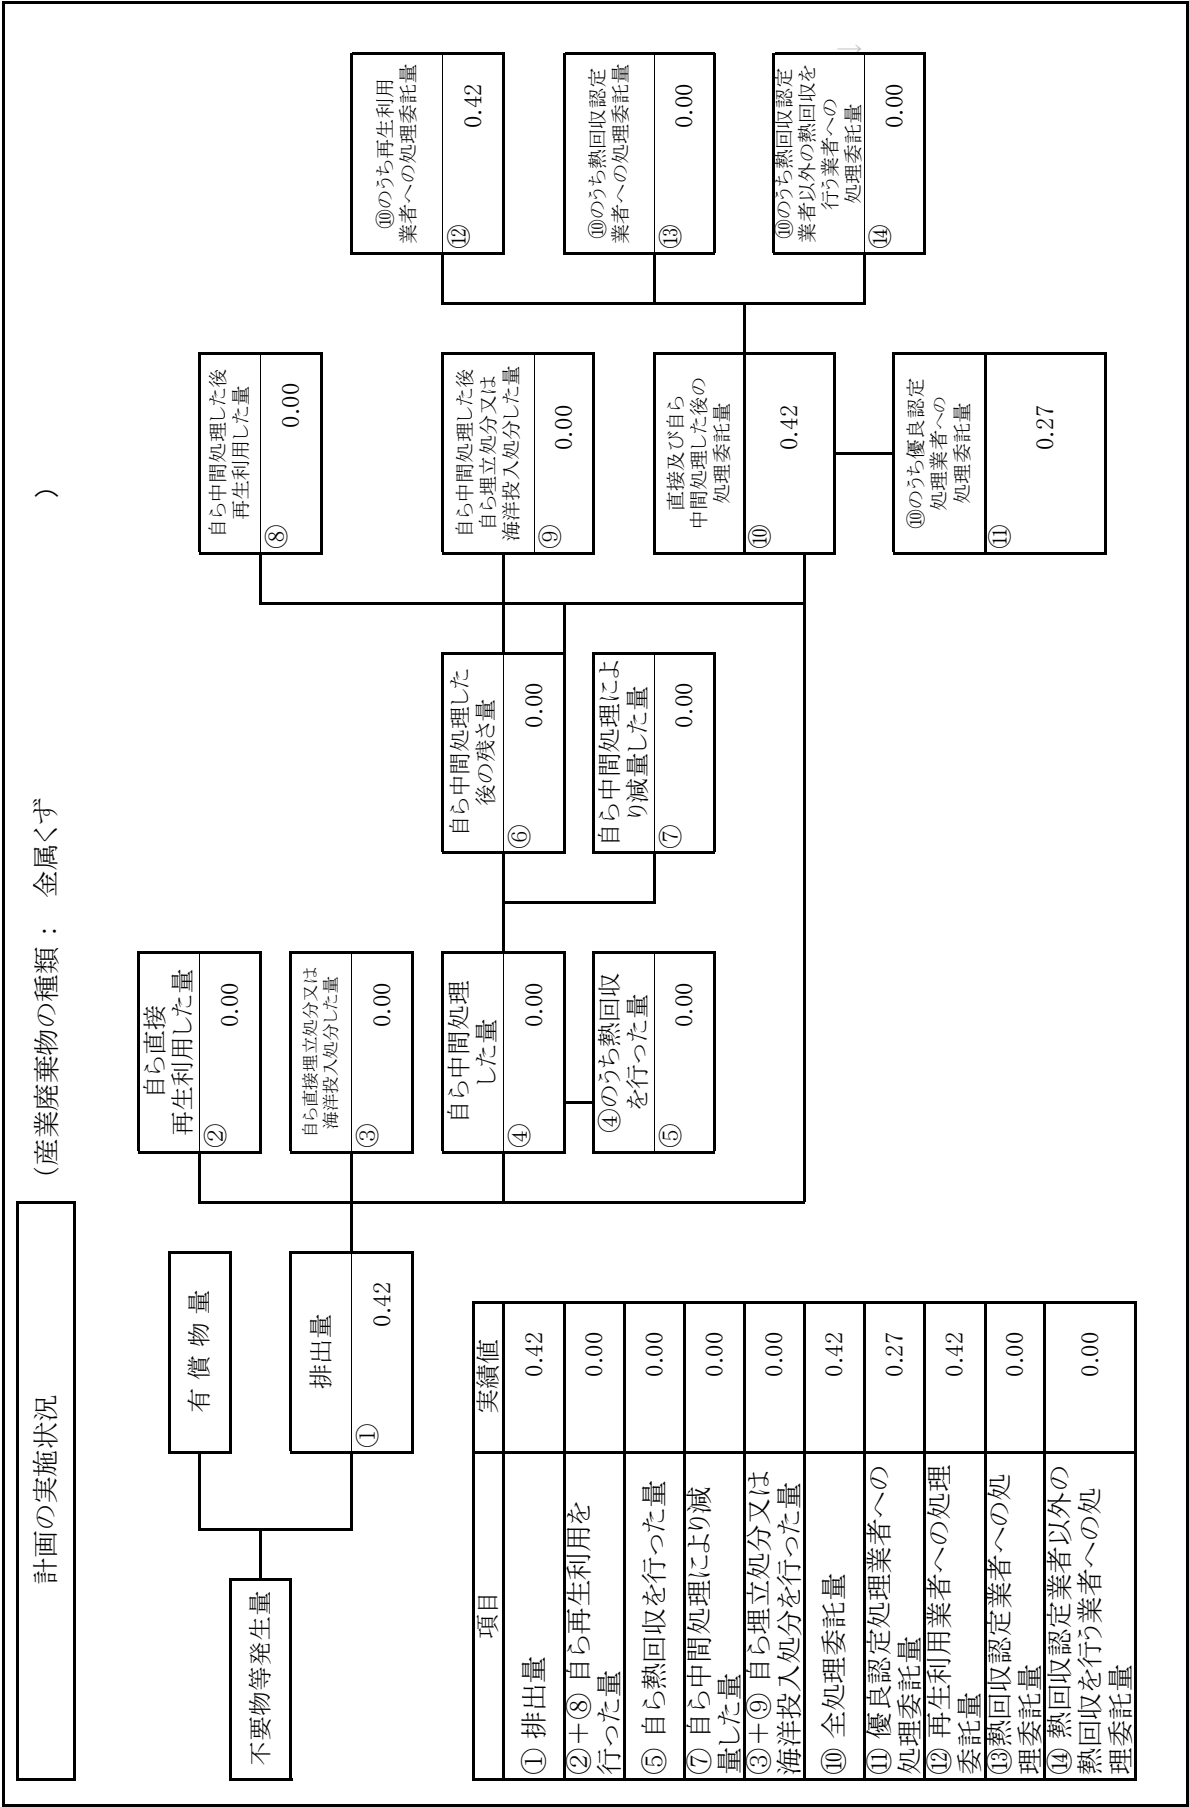 計画の実施状況
(産業廃棄物の種類： 金属くず )
不要物等発生量
有 償 物 量
排出量
① 0.42
自ら直接
再生利用した量
② 0.00
自ら直接埋立処分又は
海洋投入処分した量
③ 0.00
自ら中間処理
した量
④ 0.00
④のうち熱回収
を行った量
⑤ 0.00
自ら中間処理した
後の残さ量
⑥ 0.00
自ら中間処理によ
り減量した量
⑦ 0.00
自ら中間処理した後
再生利用した量
⑧ 0.00
自ら中間処理した後
自ら埋立処分又は
海洋投入処分した量
⑨ 0.00
直接及び自ら
中間処理した後の
処理委託量
⑩ 0.42
⑩のうち優良認定
処理業者への
処理委託量
⑪ 0.27
⑩のうち再生利用
業者への処理委託量
⑫ 0.42
⑩のうち熱回収認定
業者への処理委託量
⑬ 0.00
⑩のうち熱回収認定
業者以外の熱回収を
行う業者への
処理委託量
⑭ 0.00
↓
項目 実績値
① 排出量 0.42
②＋⑧ 自ら再生利用を
行った量 0.00
⑤ 自ら熱回収を行った量 0.00
⑦ 自ら中間処理により減
量した量 0.00
③＋⑨ 自ら埋立処分又は
海洋投入処分を行った量 0.00
⑩ 全処理委託量 0.42
⑪ 優良認定処理業者への
処理委託量 0.27
⑫ 再生利用業者への処理
委託量 0.42
⑬熱回収認定業者への処
理委託量 0.00
⑭ 熱回収認定業者以外の
熱回収を行う業者への処
理委託量 0.00